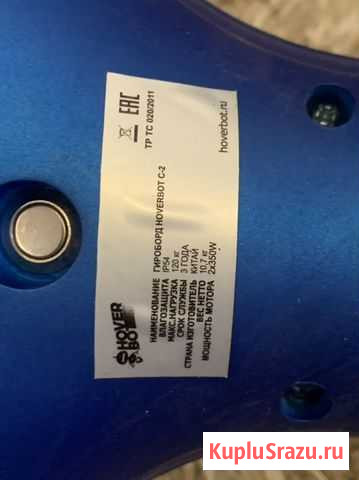 HOVER
BOT
НАИМЕНОВАНИЕ ГИРОБОРД HOVERBOT C-2
ВЛАГОЗАЩИТА IP54
МАКС.НАГРУЗКА 120 кг
СРОК СЛУЖБЫ 3 ГОДА
СТРАНА ИЗГОТОВИТЕЛЬ КИТАЙ
ВЕС НЕТТО 10,7 кг
МОЩНОСТЬ МОТОРА 2x350W
EAC
ТР ТС 020/2011
hoverbot.ru
KupluSrazu.ru